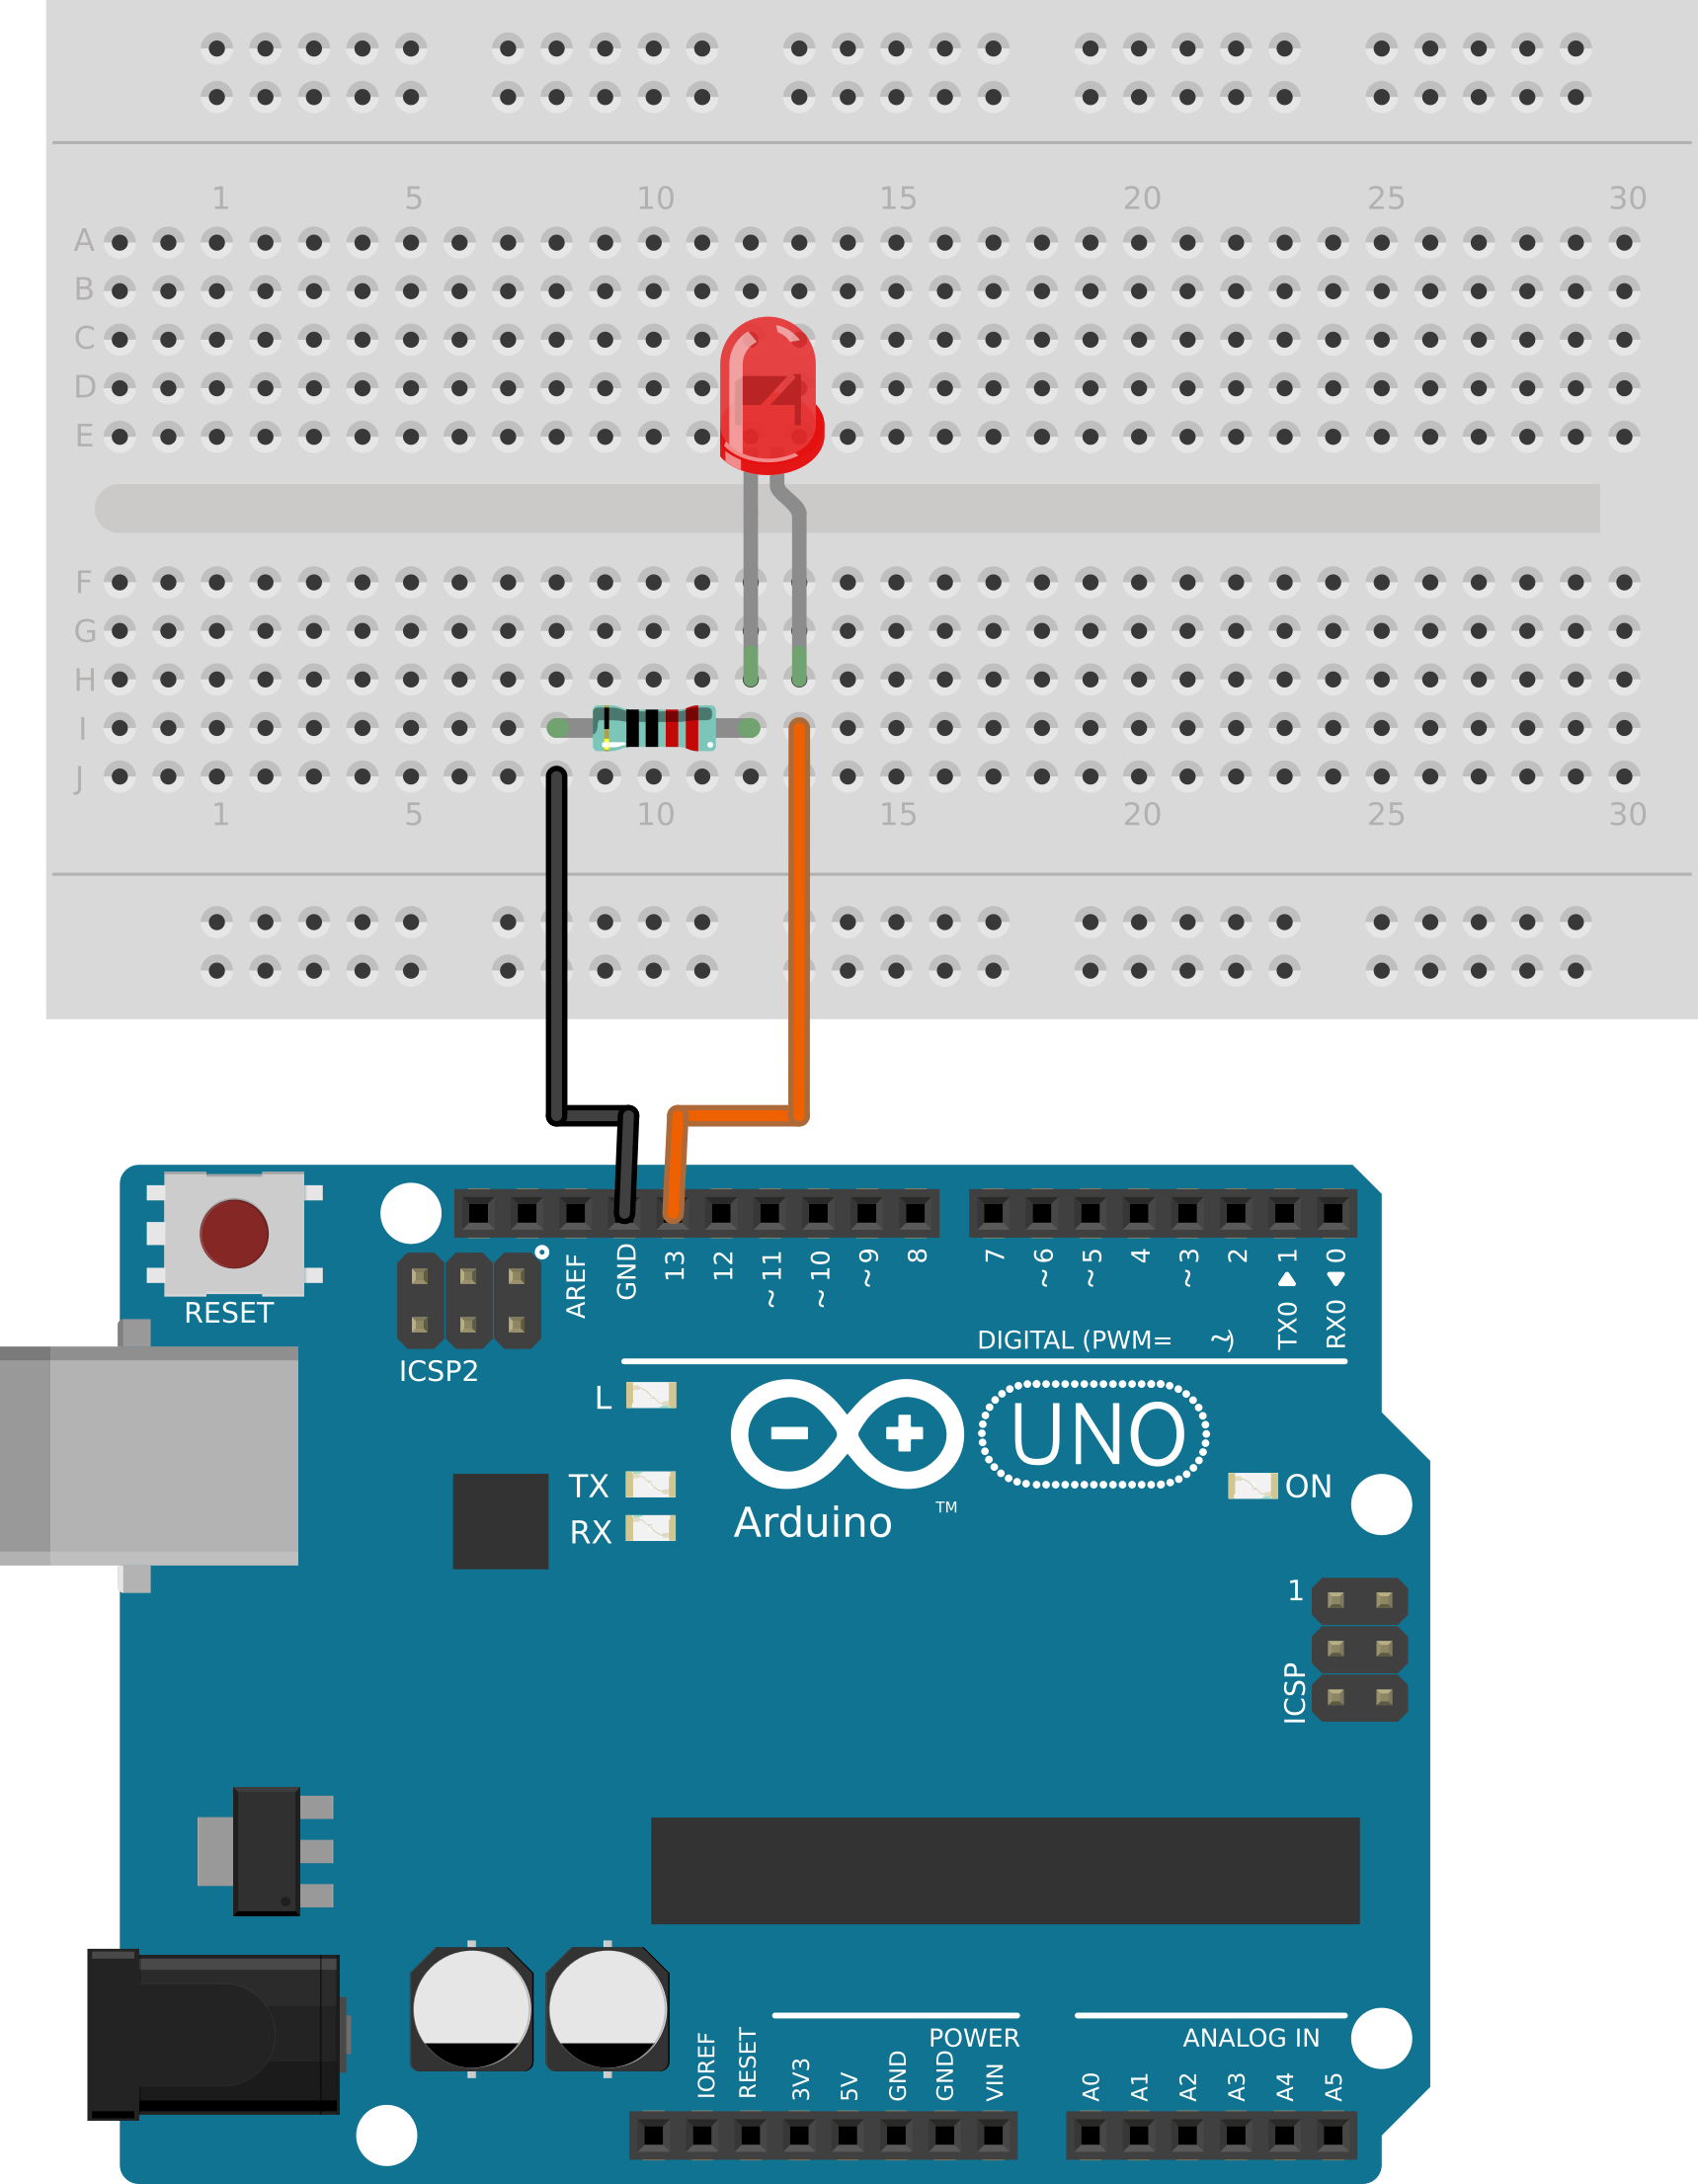 1 5 10 15 20 25 30
A
B
C
D
E
F
G
H
I
J
1 5 10 15 20 25 30
RESET
ICSP2
AREF
GND
13
12
~11
~10
~9
8
7
~6
~5
4
~3
2
TX0 ▶ 1
RX0 ◀ 0
DIGITAL (PWM= ~)
L
TX
RX
UNO
Arduino
TM
ON
1
ICSP
IOREF
RESET
3V3
5V
GND
GND
VIN
POWER
A0
A1
A2
A3
A4
A5
ANALOG IN